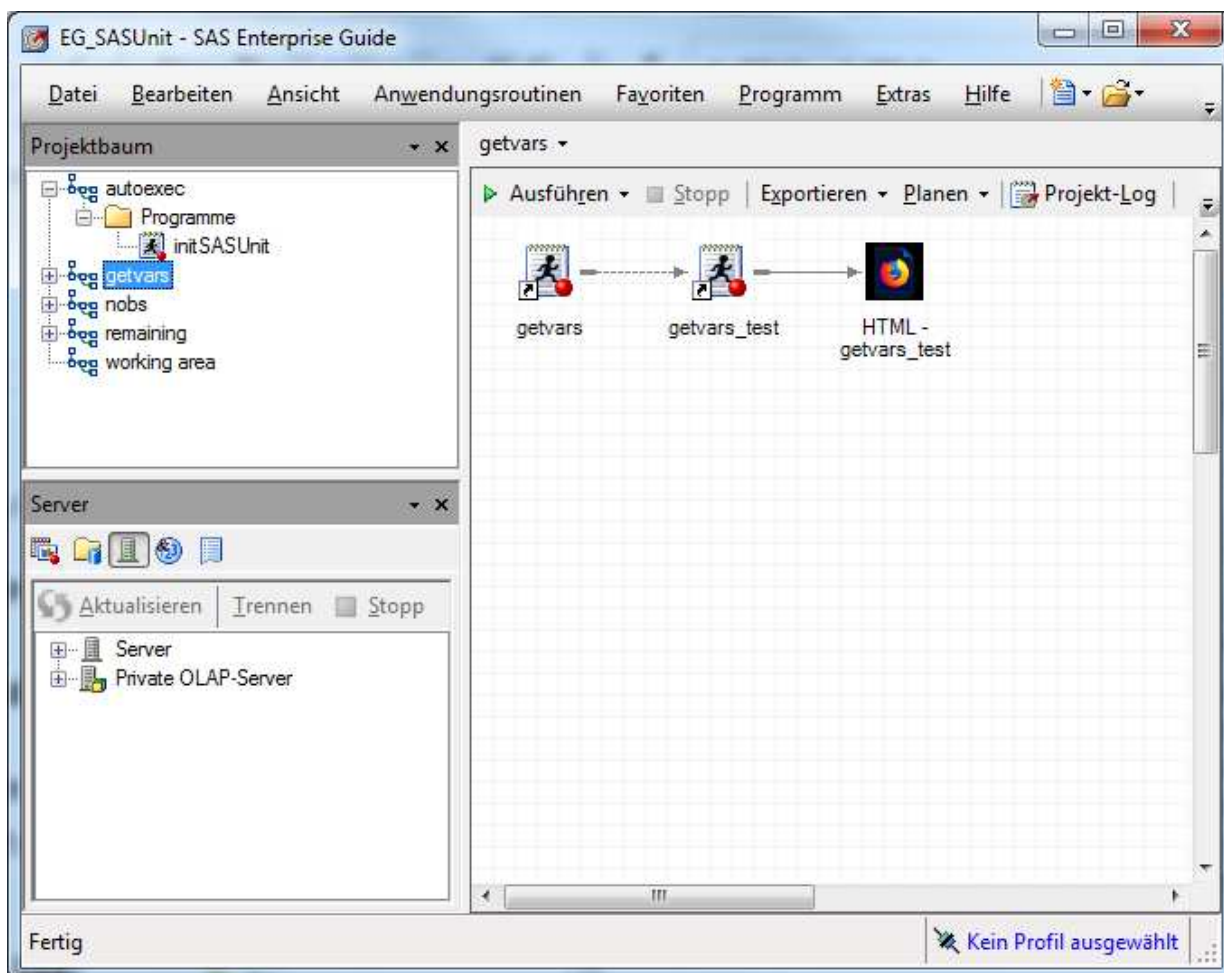 EG_SASUnit - SAS Enterprise Guide
Datei Bearbeiten Ansicht Anwendungsroutinen Favoriten Programm Extras Hilfe
Projektbaum
autoexec
Programme
initSASUnit
getvars
nobs
remaining
working area
Server
Aktualisieren Trennen Stopp
Server
Private OLAP-Server
getvars
Ausführen Stopp Exportieren Planen Projekt-Log
getvars
getvars_test
HTML -
getvars_test
Fertig
Kein Profil ausgewählt